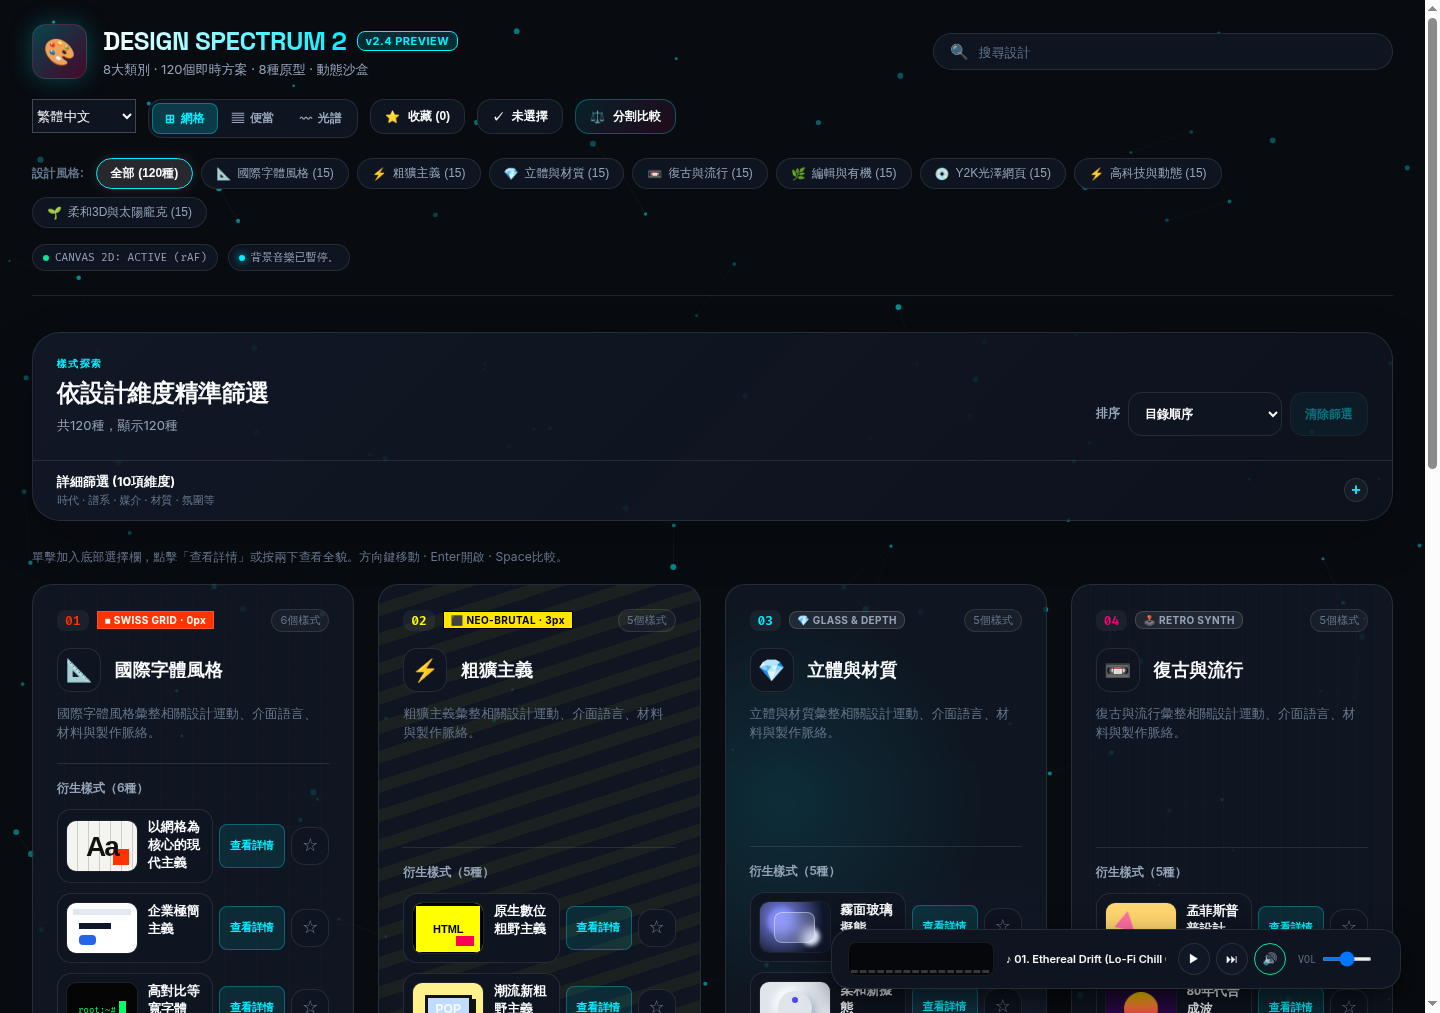 DESIGN SPECTRUM 2 v2.4 PREVIEW
8大類別 · 120個即時方案 · 8種原型 · 動態沙盒
搜尋設計
繁體中文
網格
便當
光譜
收藏 (0)
✓ 未選擇
分割比較
設計風格:
全部 (120種)
國際字體風格 (15)
粗獷主義 (15)
立體與材質 (15)
復古與流行 (15)
編輯與有機 (15)
Y2K光澤網頁 (15)
高科技與動態 (15)
柔和3D與太陽龐克 (15)
CANVAS 2D: ACTIVE (rAF)
背景音樂已暫停。
樣式探索
依設計維度精準篩選
共120種，顯示120種
排序
目錄順序
清除篩選
詳細篩選 (10項維度)
時代 · 譜系 · 媒介 · 材質 · 氛圍等
+
單擊加入底部選擇欄，點擊「查看詳情」或按兩下查看全貌。方向鍵移動 · Enter開啟 · Space比較。
01 ■ SWISS GRID · 0px 6個樣式
國際字體風格
國際字體風格彙整相關設計運動、介面語言、
材料與製作脈絡。
衍生樣式（6種）
Aa
以網格為
核心的現
代主義
查看詳情
企業極簡
主義
查看詳情
root:~#
高對比等
寬字體
查看詳情
02 NEO-BRUTAL · 3px 5個樣式
粗獷主義
粗獷主義彙整相關設計運動、介面語言、材料
與製作脈絡。
衍生樣式（5種）
HTML
原生數位
粗野主義
查看詳情
POP
潮流新粗
野主義
查看詳情
03 GLASS & DEPTH 5個樣式
立體與材質
立體與材質彙整相關設計運動、介面語言、材
料與製作脈絡。
衍生樣式（5種）
霧面玻璃
擬態
查看詳情
柔和新擬
態
查看詳情
04 RETRO SYNTH 5個樣式
復古與流行
復古與流行彙整相關設計運動、介面語言、材
料與製作脈絡。
衍生樣式（5種）
孟菲斯普
普設計
查看詳情
80年代合
成波
查看詳情
♪ 01. Ethereal Drift (Lo-Fi Chill
VOL